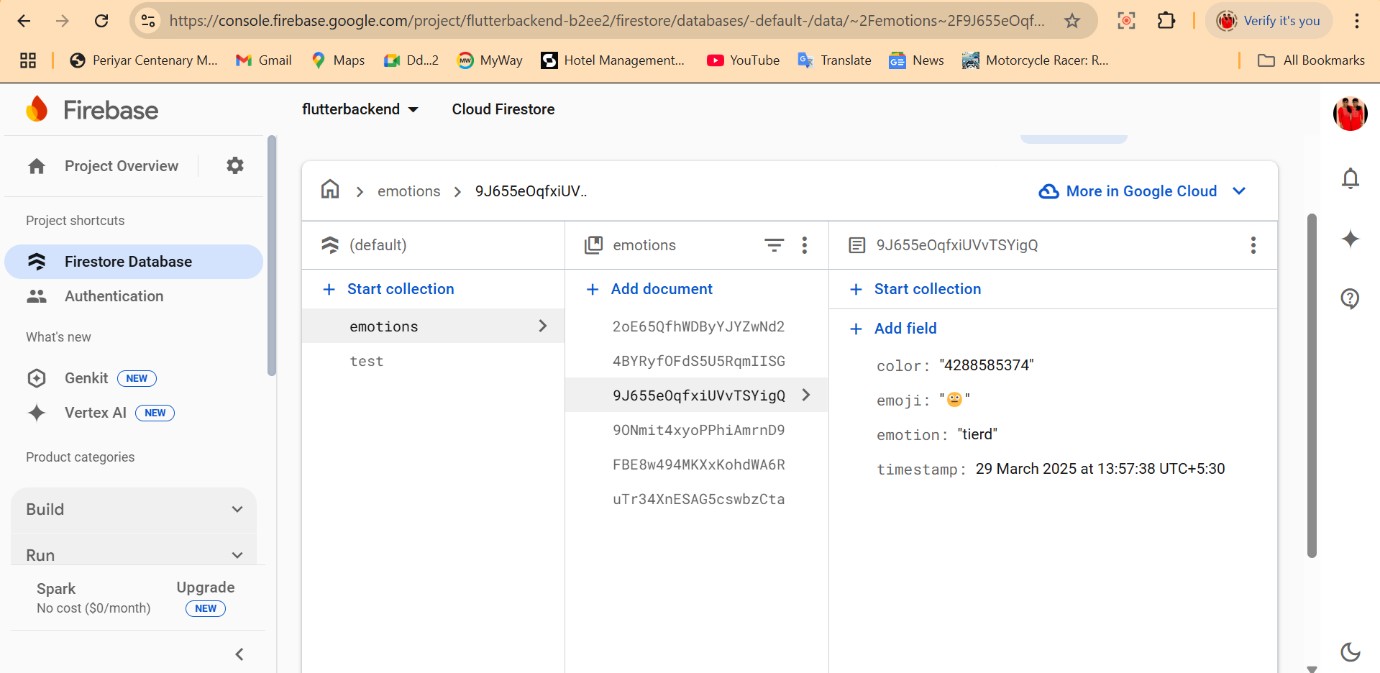 https://console.firebase.google.com/project/flutterbackend-b2ee2/firestore/databases/-default-/data/~2Femotions~2F9J655eOqf...
Verify it's you
Periyar Centenary M...
Gmail
Maps
Dd...2
MyWay
Hotel Management...
YouTube
Translate
News
Motorcycle Racer: R...
All Bookmarks
Firebase
flutterbackend
Cloud Firestore
Project Overview
Project shortcuts
Firestore Database
Authentication
What's new
Genkit NEW
Vertex AI NEW
Product categories
Build
Run
Spark
No cost ($0/month)
Upgrade
NEW
emotions > 9J655eOqfxiUV..
More in Google Cloud
(default)
+ Start collection
emotions
test
emotions
+ Add document
2oE65QfhWDByYJYZwNd2
4BYRyfOFdS5U5RqmIISG
9J655eOqfxiUVvTSYigQ
9ONmit4xyoPPhiAmrnD9
FBE8w494MKXxKohdWA6R
uTr34XnESAG5cswbzCta
9J655eOqfxiUVvTSYigQ
+ Start collection
+ Add field
color: "4288585374"
emoji: "😐"
emotion: "tierd"
timestamp: 29 March 2025 at 13:57:38 UTC+5:30